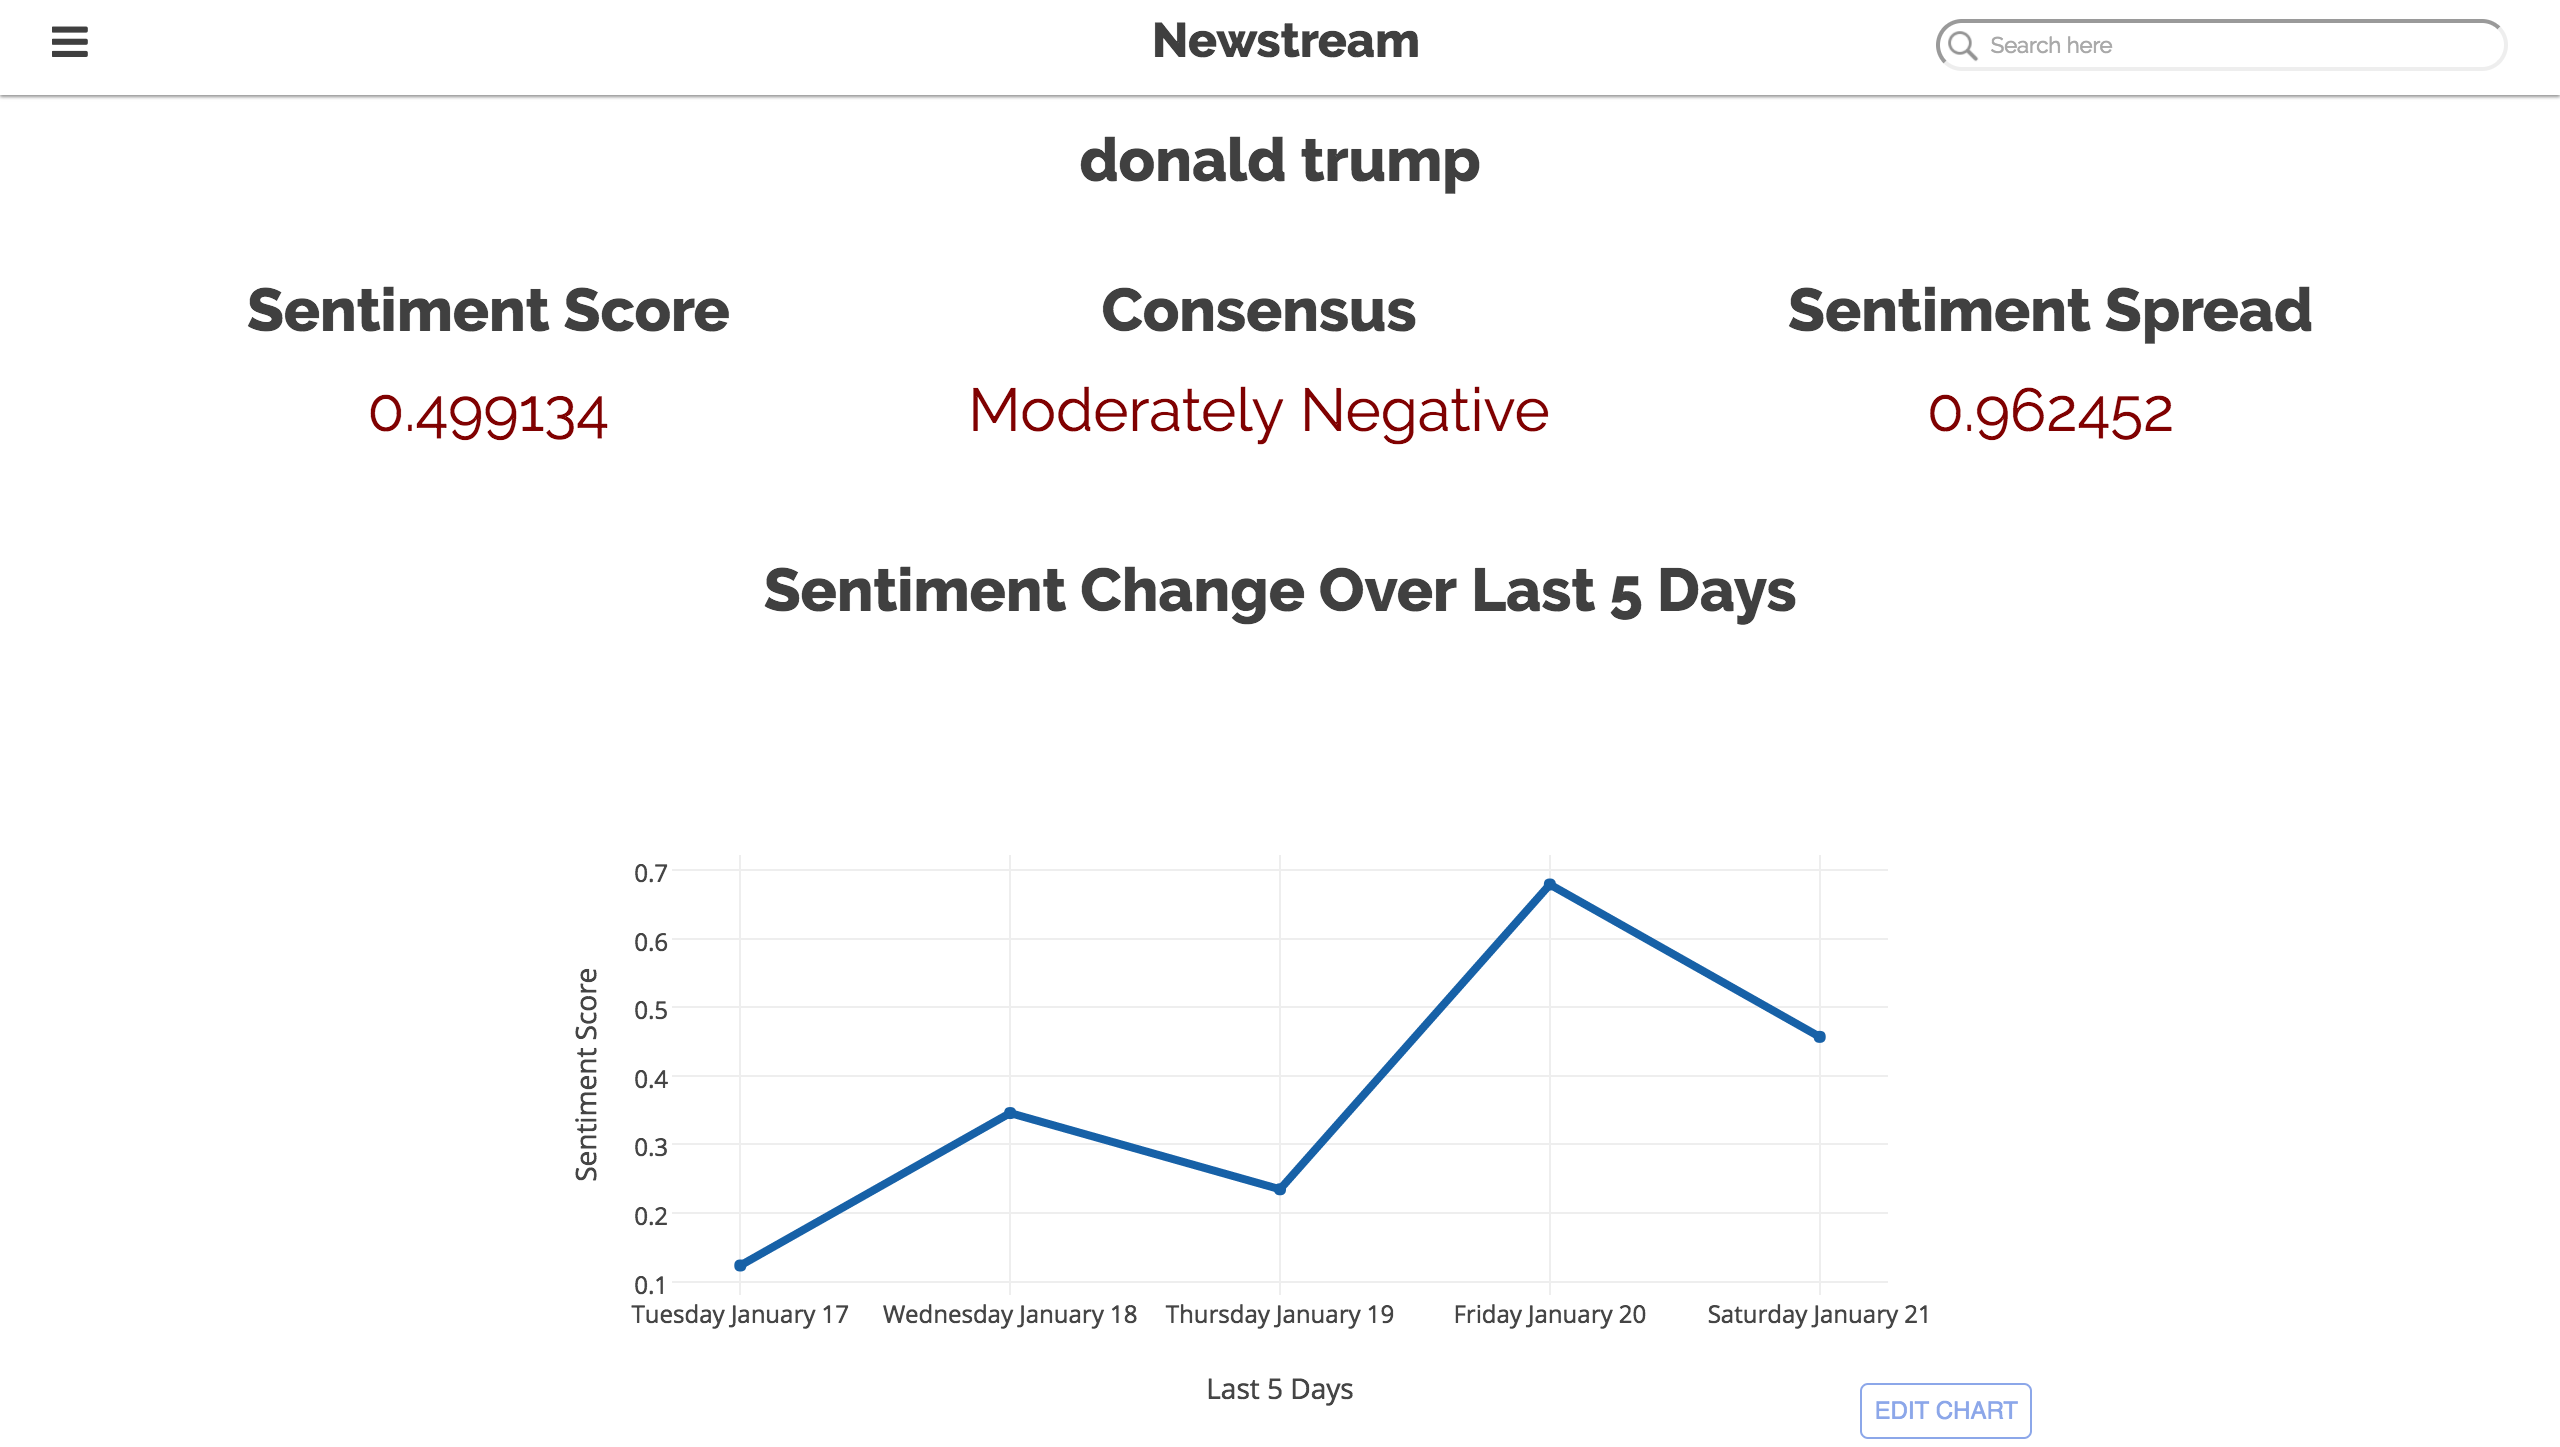 Newstream
Search here
donald trump
Sentiment Score
Consensus
Sentiment Spread
0.499134
Moderately Negative
0.962452
Sentiment Change Over Last 5 Days
0.7
0.6
0.5
0.4
0.3
0.2
0.1
Sentiment Score
Tuesday January 17
Wednesday January 18
Thursday January 19
Friday January 20
Saturday January 21
Last 5 Days
EDIT CHART